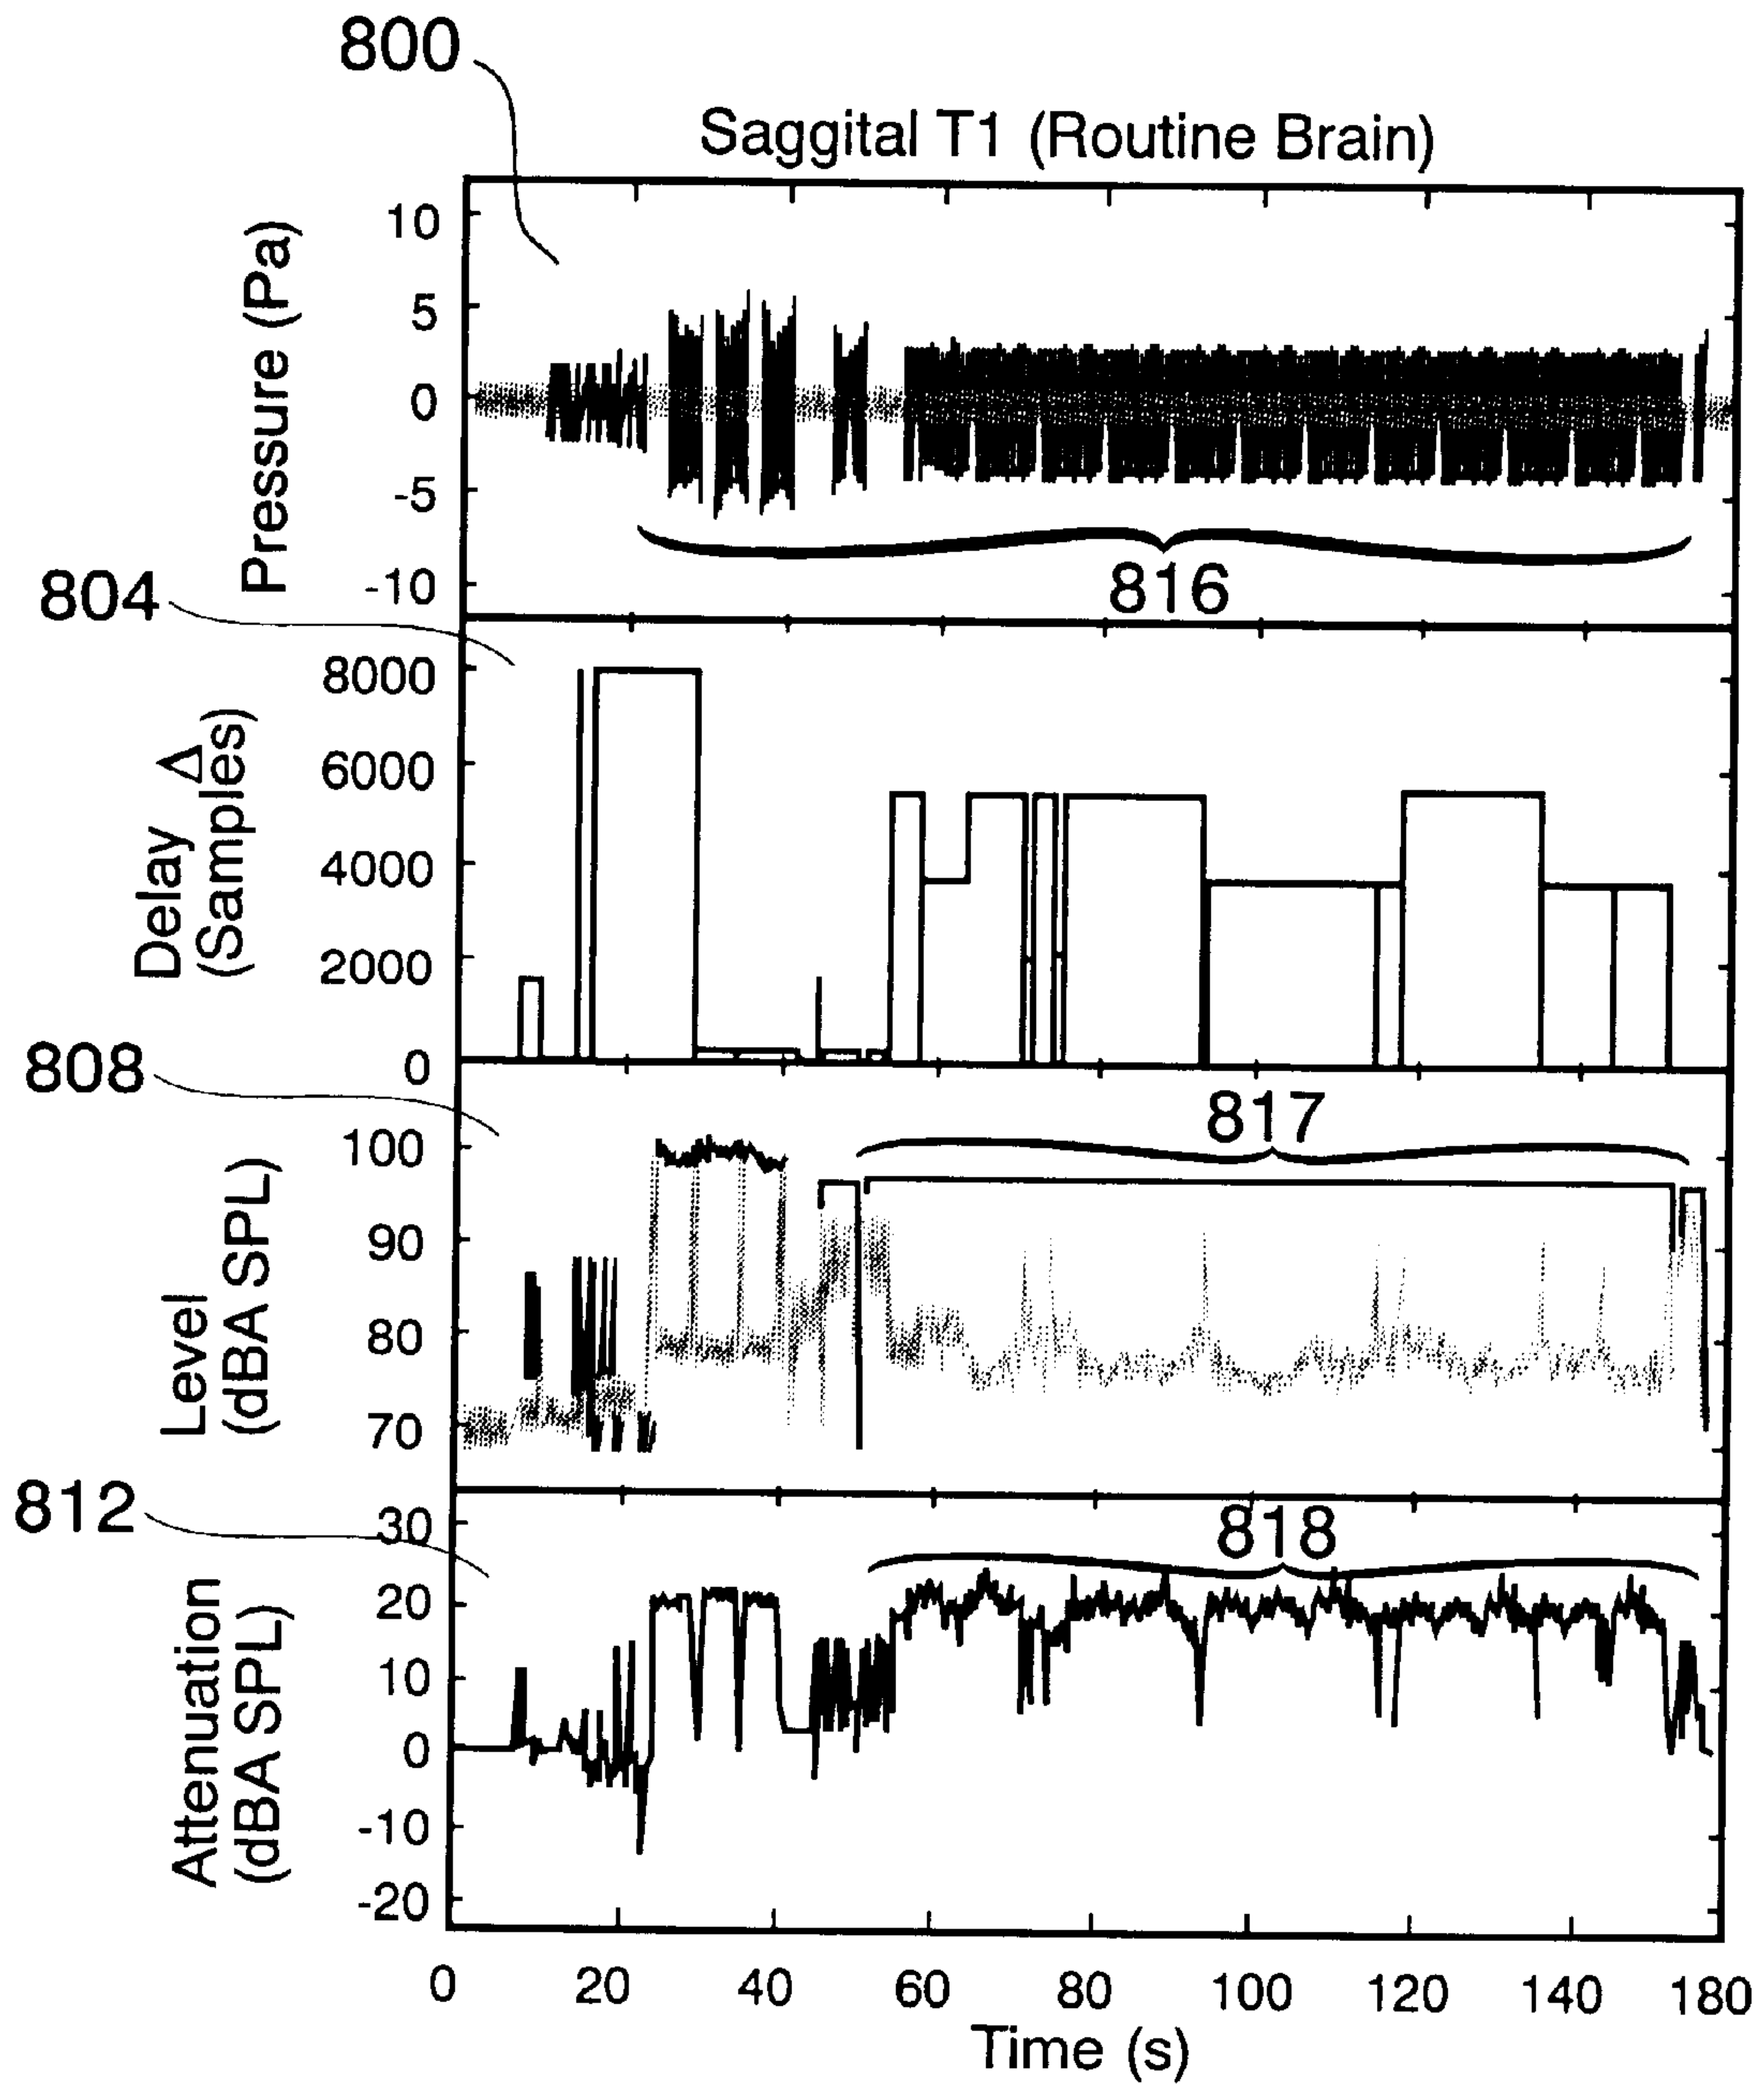 800
Saggital T1 (Routine Brain)
Pressure (Pa)
10
5
0
-5
-10
816
804
Delay Δ
(Samples)
8000
6000
4000
2000
0
808
817
Level
(dBA SPL)
100
90
80
70
812
818
Attenuation
(dBA SPL)
30
20
10
0
-10
-20
0 20 40 60 80 100 120 140 180
Time (s)